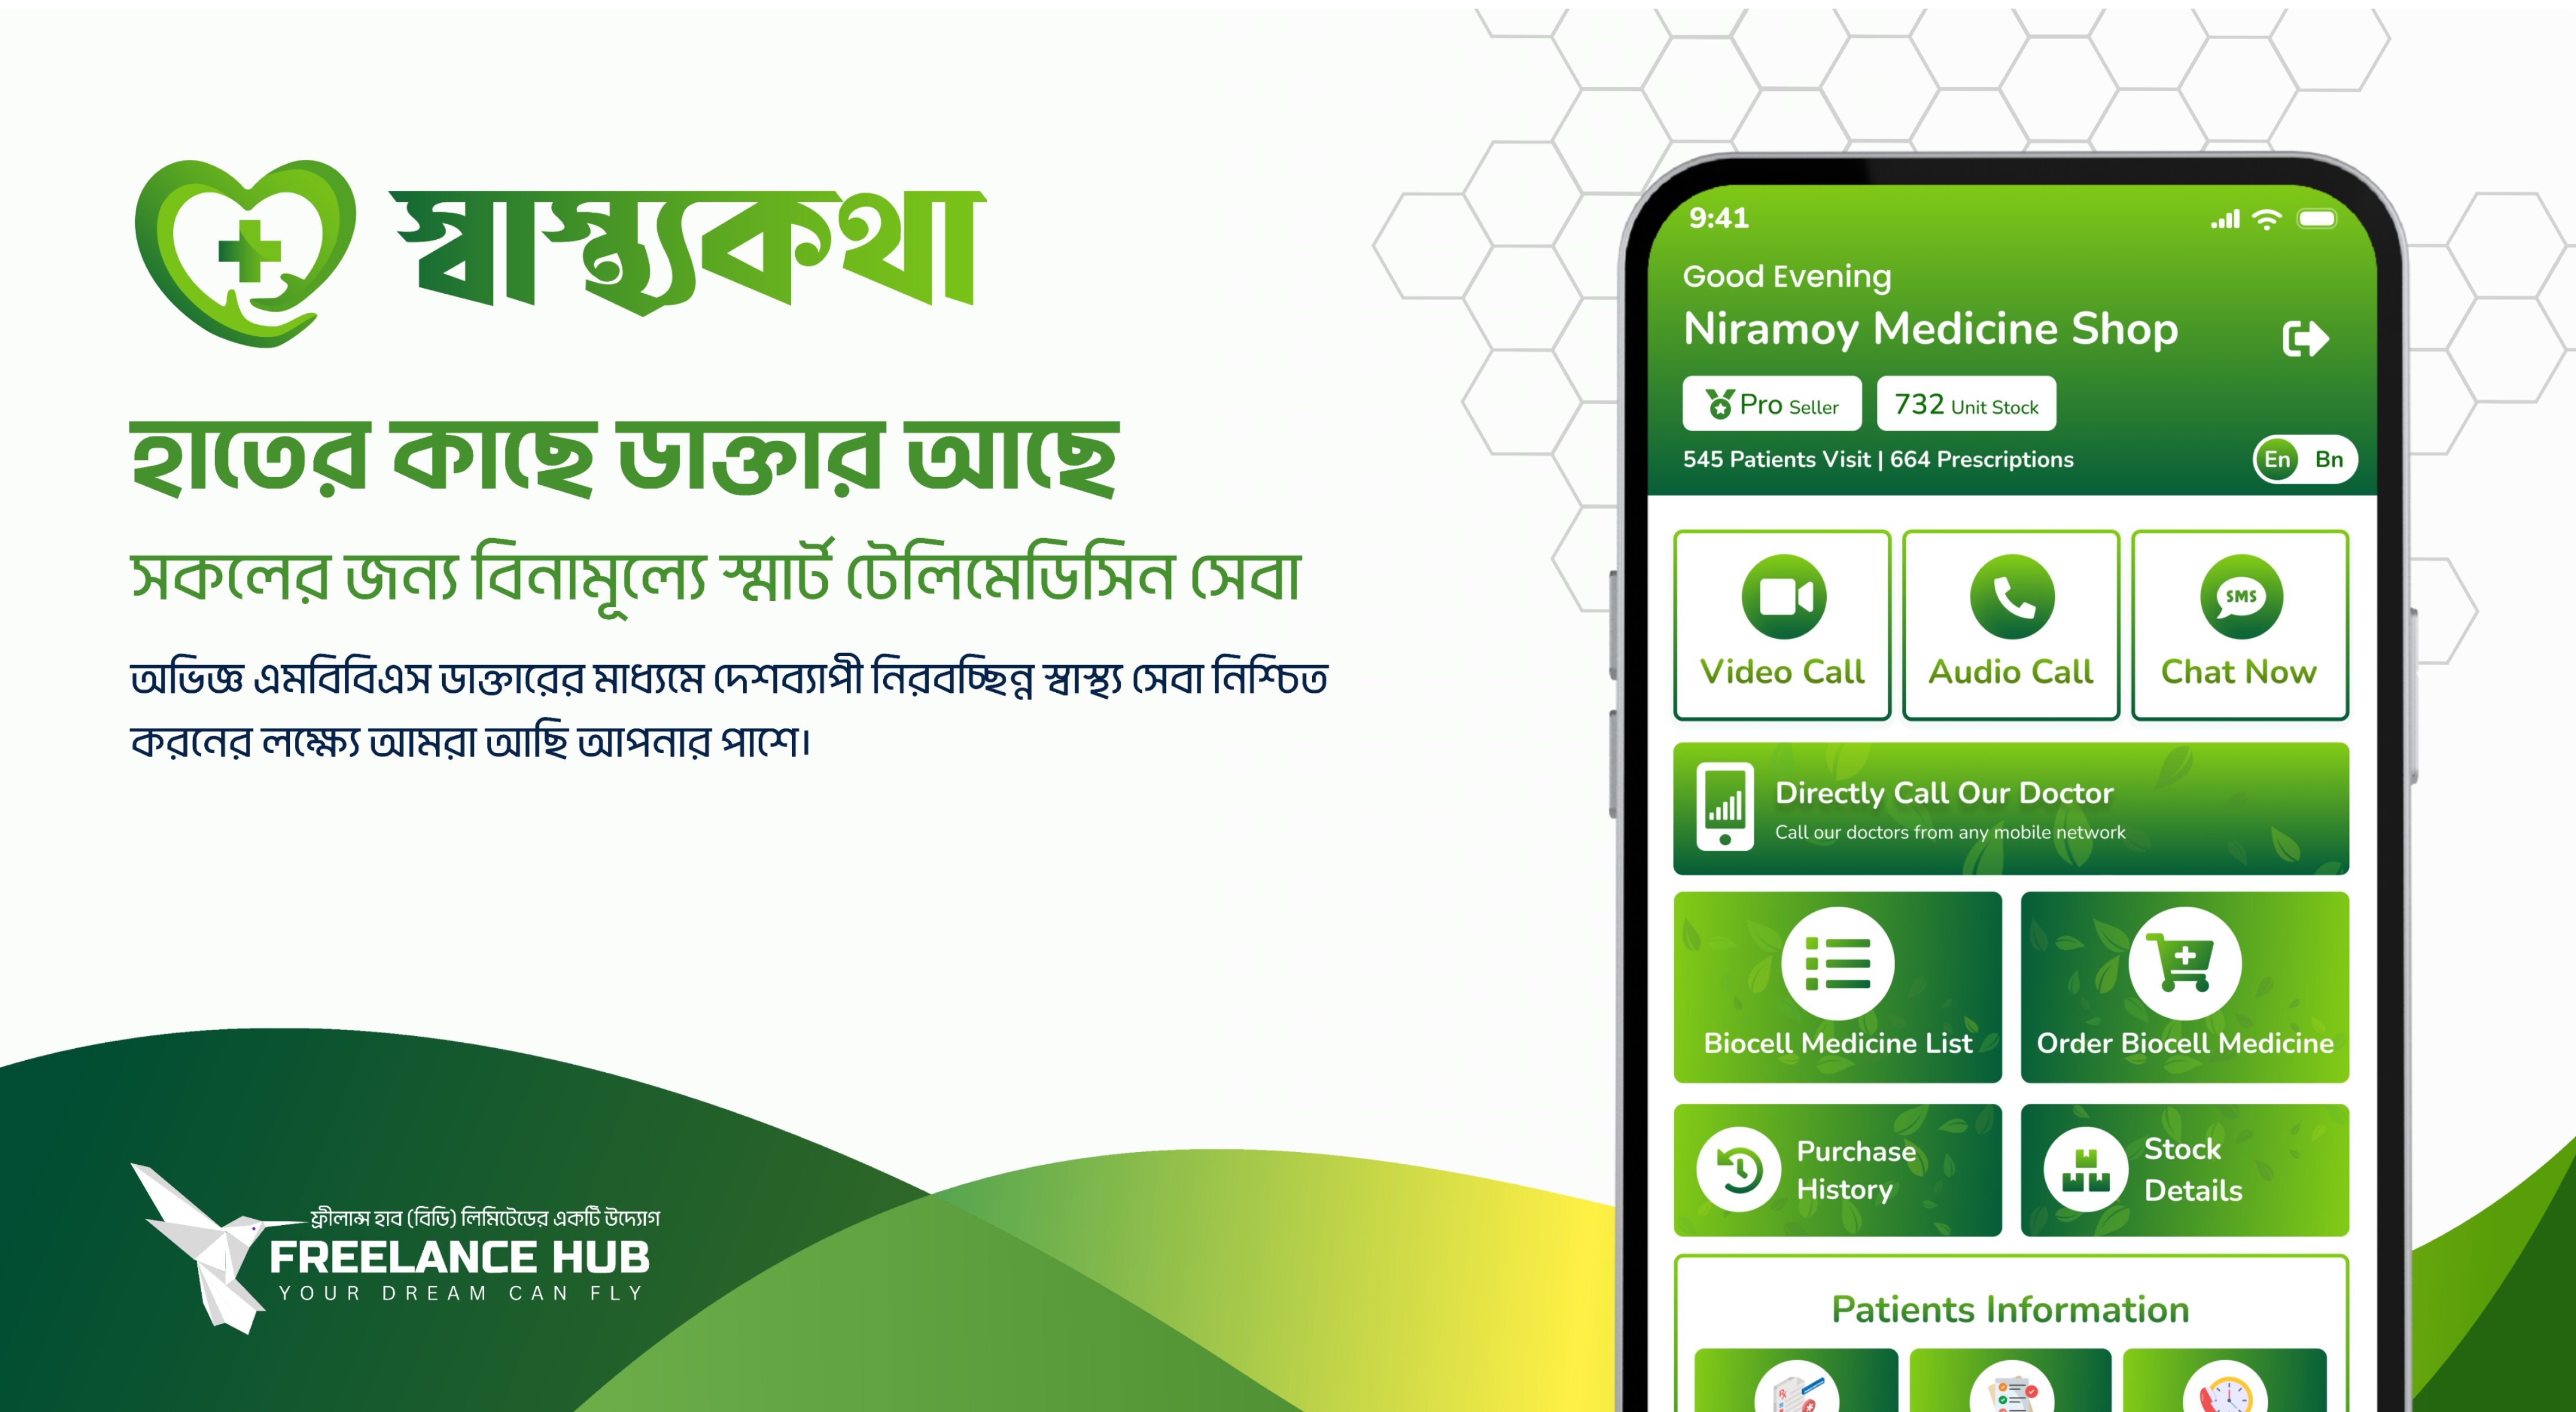 স্বাস্থ্যকথা
হাতের কাছে ডাক্তার আছে
সকলের জন্য বিনামূল্যে স্মার্ট টেলিমেডিসিন সেবা
অভিজ্ঞ এমবিবিএস ডাক্তারের মাধ্যমে দেশব্যাপী নিরবচ্ছিন্ন স্বাস্থ্য সেবা নিশ্চিত
করনের লক্ষ্যে আমরা আছি আপনার পাশে।
ফ্রীলান্স হাব (বিডি) লিমিটেডের একটি উদ্যোগ
FREELANCE HUB
YOUR DREAM CAN FLY
9:41
Good Evening
Niramoy Medicine Shop
Pro Seller
732 Unit Stock
545 Patients Visit | 664 Prescriptions
En Bn
SMS
Video Call
Audio Call
Chat Now
Directly Call Our Doctor
Call our doctors from any mobile network
Biocell Medicine List
Order Biocell Medicine
Purchase
History
Stock
Details
Patients Information